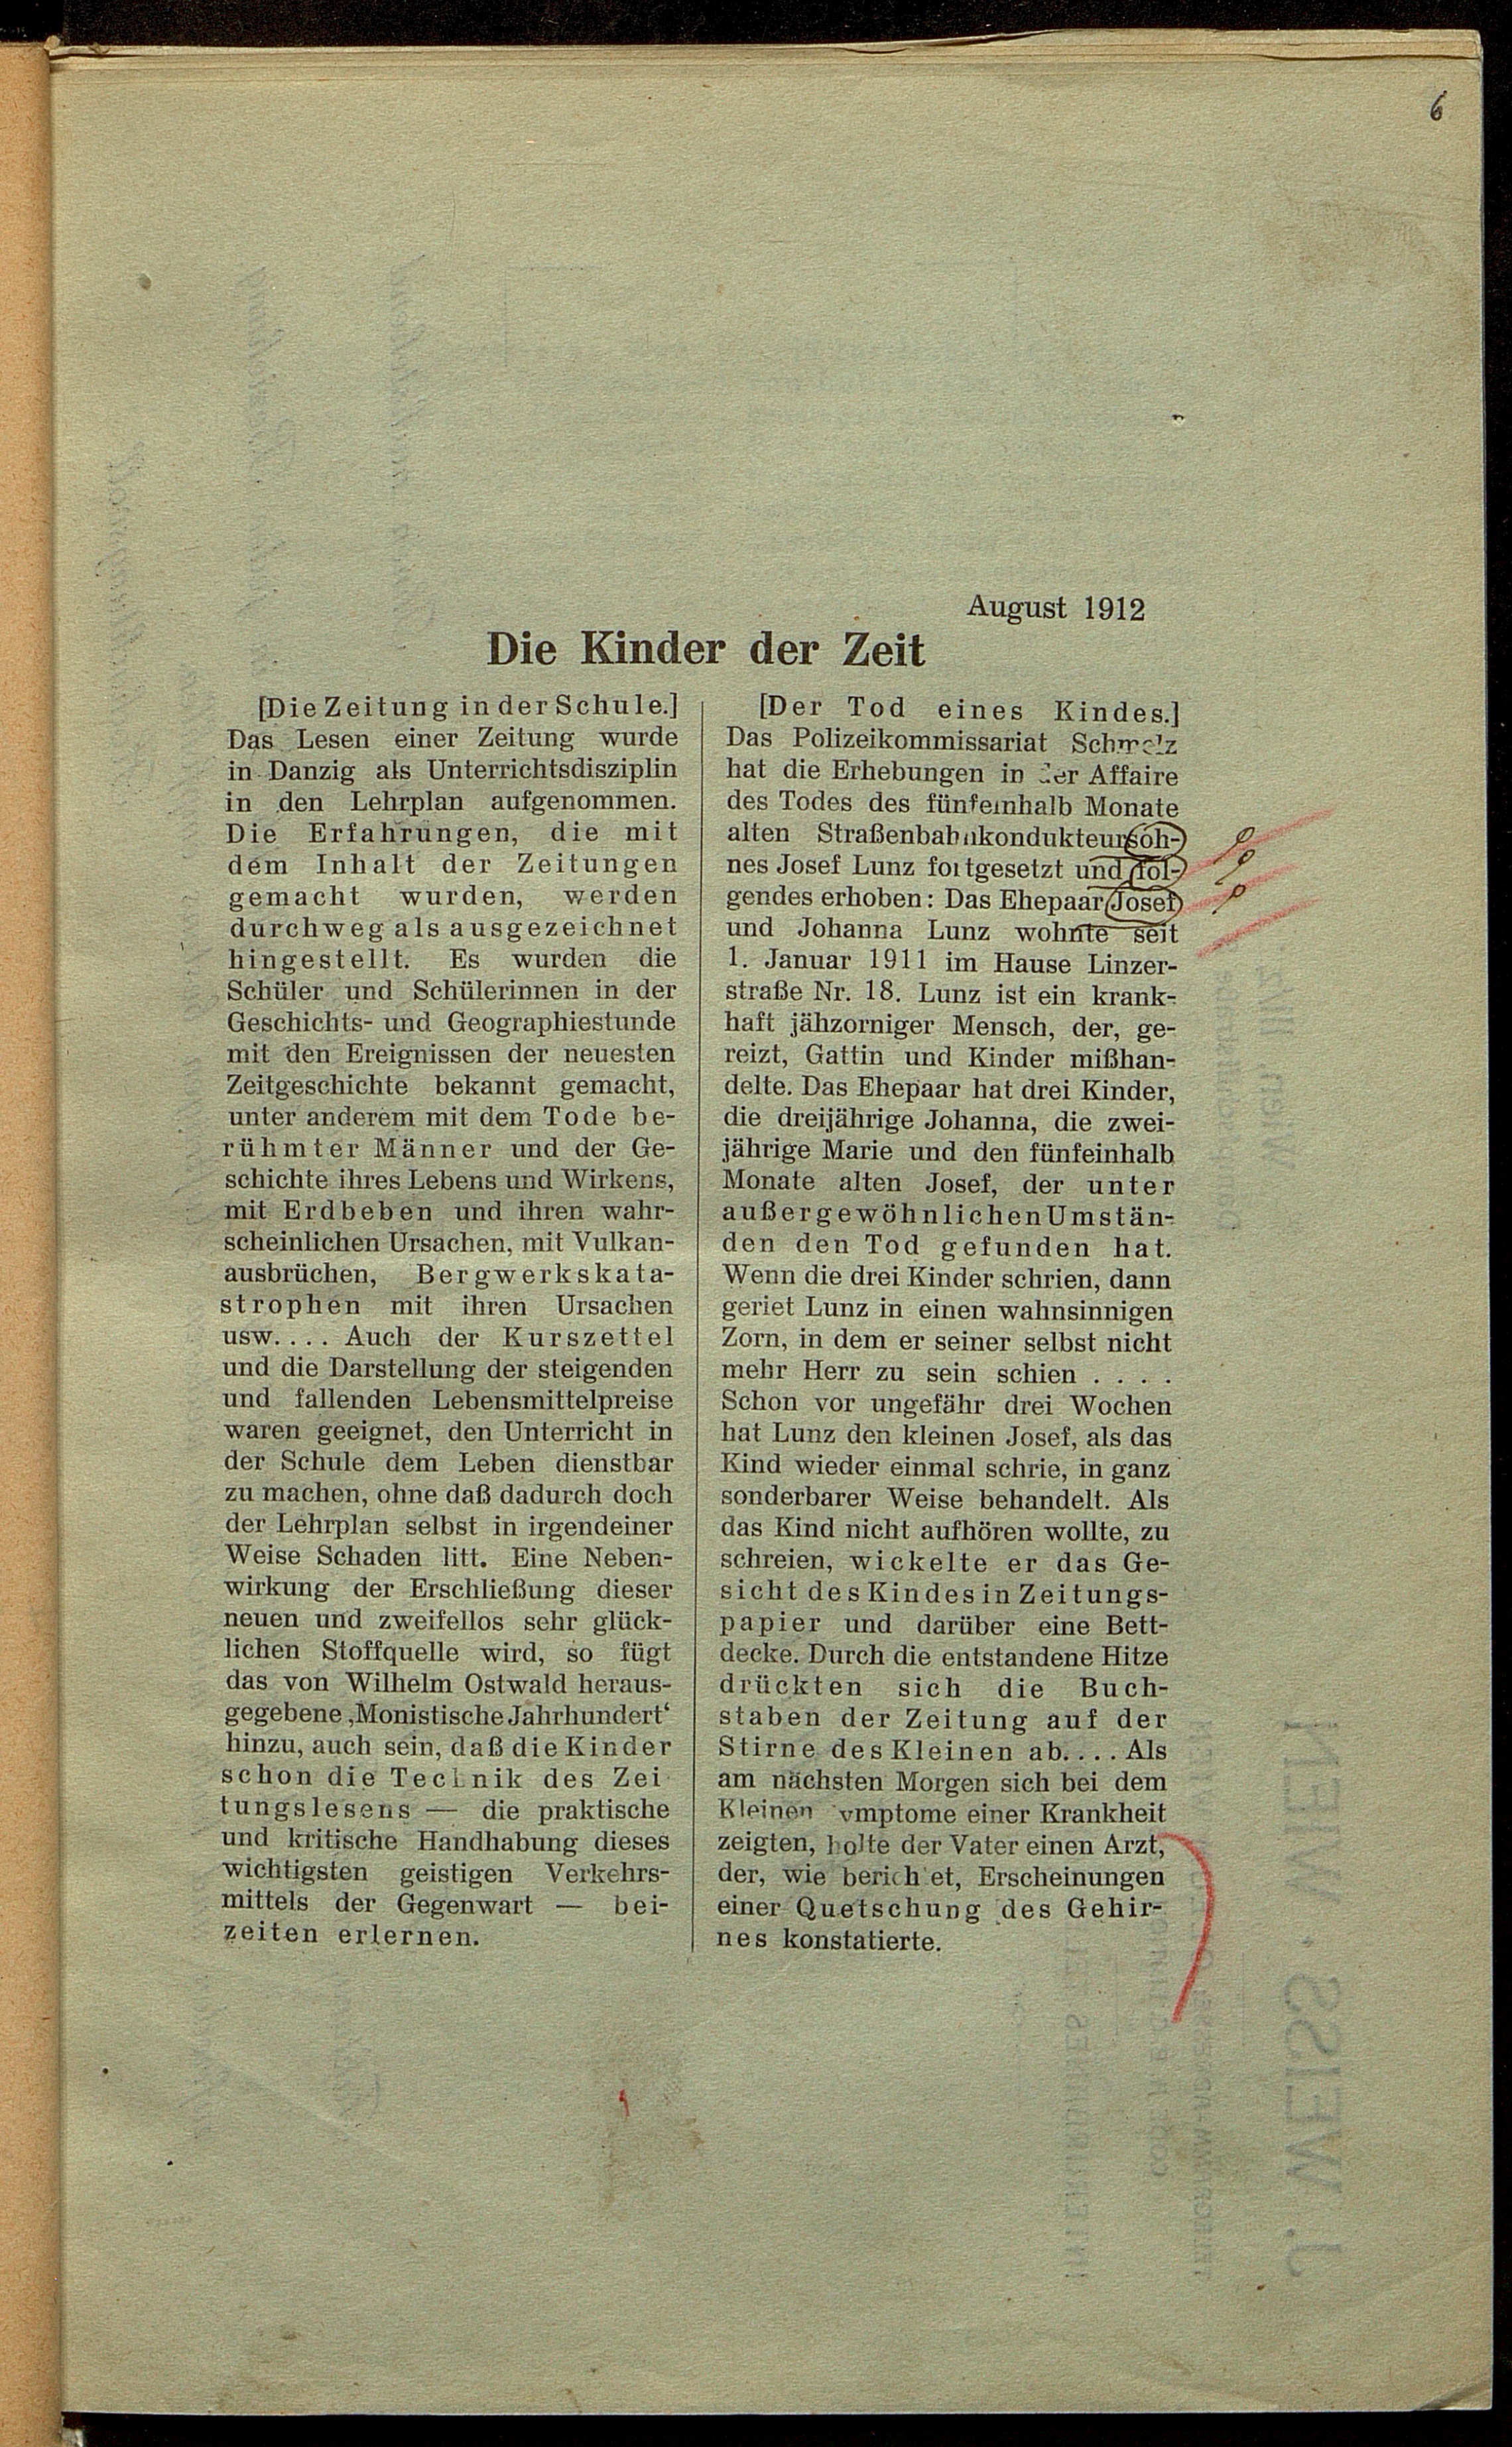 6
August 1912
Die Kinder der Zeit
[Die Zeitung in der Schule.]
Das Lesen einer Zeitung wurde
in Danzig als Unterrichtsdisziplin
in den Lehrplan aufgenommen.
Die Erfahrungen, die mit
dem Inhalt der Zeitungen
gemacht wurden, werden
durchweg als ausgezeichnet
hingestellt. Es wurden die
Schüler und Schülerinnen in der
Geschichts- und Geographiestunde
mit den Ereignissen der neuesten
Zeitgeschichte bekannt gemacht,
unter anderem mit dem Tode be-
rühmter Männer und der Ge-
schichte ihres Lebens und Wirkens,
mit Erdbeben und ihren wahr-
scheinlichen Ursachen, mit Vulkan-
ausbrüchen, Bergwerkskata-
strophen mit ihren Ursachen
usw.... Auch der Kurszettel
und die Darstellung der steigenden
und fallenden Lebensmittelpreise
waren geeignet, den Unterricht in
der Schule dem Leben dienstbar
zu machen, ohne daß dadurch doch
der Lehrplan selbst in irgendeiner
Weise Schaden litt. Eine Neben-
wirkung der Erschließung dieser
neuen und zweifellos sehr glück-
lichen Stoffquelle wird, so fügt
das von Wilhelm Ostwald heraus-
gegebene ‚Monistische Jahrhundert‘
hinzu, auch sein, daß die Kinder
schon die Technik des Zei
tungslesens — die praktische
und kritische Handhabung dieses
wichtigsten geistigen Verkehrs-
mittels der Gegenwart — bei-
zeiten erlernen.
[Der Tod eines Kindes.]
Das Polizeikommissariat Schmelz
hat die Erhebungen in der Affaire
des Todes des fünfeinhalb Monate
alten Straßenbahnkondukteursöh-
nes Josef Lunz fortgesetzt und fol-
gendes erhoben: Das Ehepaar Josef
und Johanna Lunz wohnte seit
1. Januar 1911 im Hause Linzer-
straße Nr. 18. Lunz ist ein krank-
haft jähzorniger Mensch, der, ge-
reizt, Gattin und Kinder mißhan-
delte. Das Ehepaar hat drei Kinder,
die dreijährige Johanna, die zwei-
jährige Marie und den fünfeinhalb
Monate alten Josef, der unter
außergewöhnlichen Umstän-
den den Tod gefunden hat.
Wenn die drei Kinder schrien, dann
geriet Lunz in einen wahnsinnigen
Zorn, in dem er seiner selbst nicht
mehr Herr zu sein schien ....
Schon vor ungefähr drei Wochen
hat Lunz den kleinen Josef, als das
Kind wieder einmal schrie, in ganz
sonderbarer Weise behandelt. Als
das Kind nicht aufhören wollte, zu
schreien, wickelte er das Ge-
sicht des Kindes in Zeitungs-
papier und darüber eine Bett-
decke. Durch die entstandene Hitze
drückten sich die Buch-
staben der Zeitung auf der
Stirne des Kleinen ab.... Als
am nächsten Morgen sich bei dem
Kleinen ymptome einer Krankheit
zeigten, holte der Vater einen Arzt,
der, wie berichtet, Erscheinungen
einer Quetschung des Gehir-
nes konstatierte.